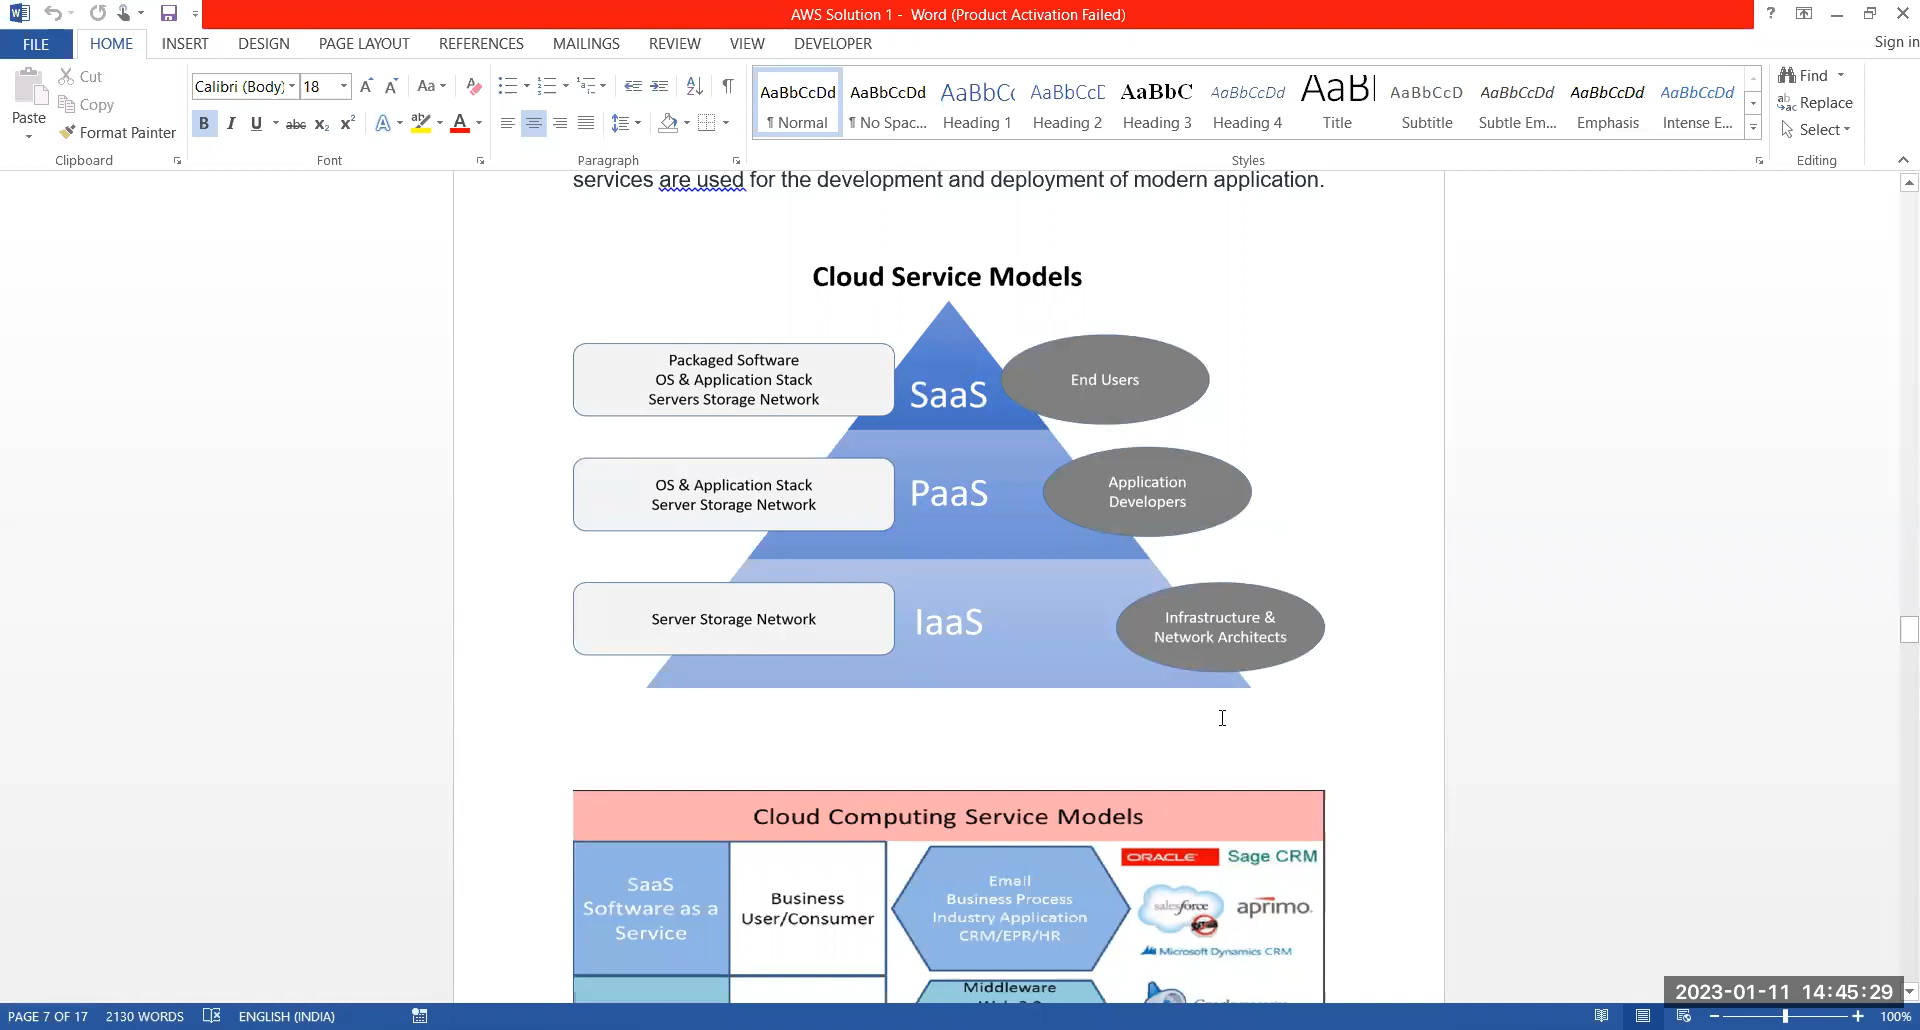 AWS Solution 1 - Word (Product Activation Failed)
?
FILE HOME INSERT DESIGN PAGE LAYOUT REFERENCES MAILINGS REVIEW VIEW DEVELOPER
Sign in
Paste
Cut
Copy
Format Painter
Clipboard
Calibri (Body) 18
Aa
B I U abc X₂ X²
A
Font
Paragraph
AaBbCcDd AaBbCcDd AaBbC AaBbCcD AaBbC AaBbCcDd AaB AaBbCcD AaBbCcDd AaBbCcDd AaBbCcDd
¶ Normal ¶ No Spac... Heading 1 Heading 2 Heading 3 Heading 4 Title Subtitle Subtle Em... Emphasis Intense E...
Styles
Find
Replace
Select
Editing
services are used for the development and deployment of modern application.
Cloud Service Models
Packaged Software
OS & Application Stack
Servers Storage Network
SaaS
End Users
OS & Application Stack
Server Storage Network
PaaS
Application
Developers
Server Storage Network
IaaS
Infrastructure &
Network Architects
Cloud Computing Service Models
SaaS
Software as a
Service
Business
User/Consumer
Email
Business Process
Industry Application
CRM/EPR/HR
ORACLE Sage CRM
salesforce aprimo
Microsoft Dynamics CRM
Middleware
2023-01-11 14:45:29
PAGE 7 OF 17 2130 WORDS ENGLISH (INDIA) 100%